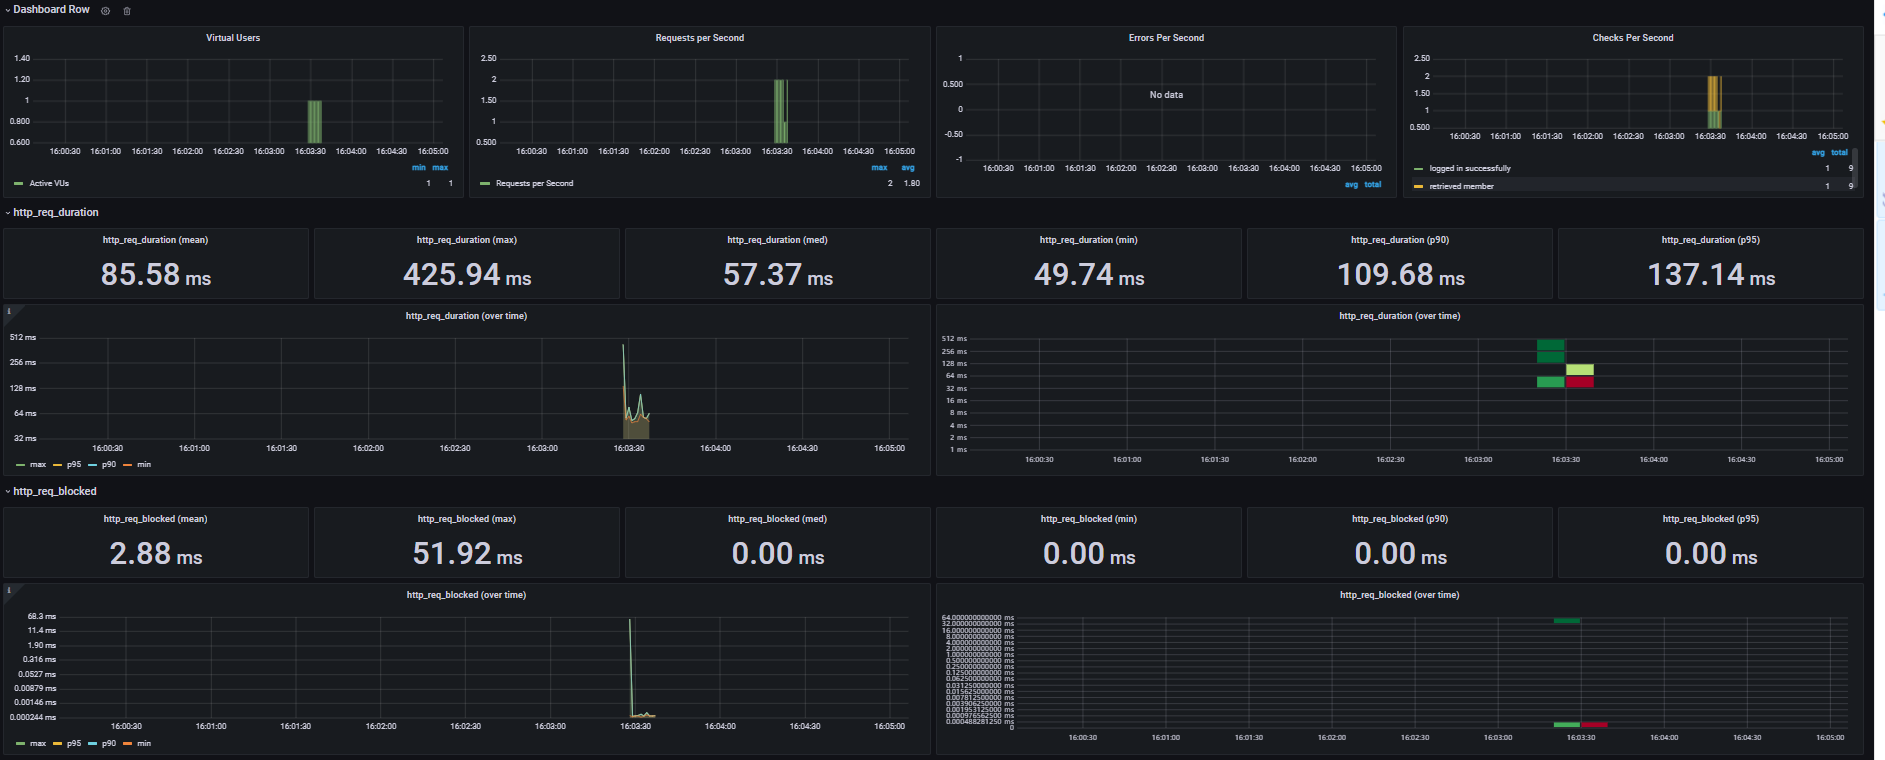 Dashboard Row
Virtual Users
1.40
1.20
1
0.800
0.600
16:00:30 16:01:00 16:01:30 16:02:00 16:02:30 16:03:00 16:03:30 16:04:00 16:04:30 16:05:00
min max
Active VUs 1 1
Requests per Second
2.50
2
1.50
1
0.500
16:00:30 16:01:00 16:01:30 16:02:00 16:02:30 16:03:00 16:03:30 16:04:00 16:04:30 16:05:00
max avg
Requests per Second 2 1.80
Errors Per Second
1
0.500
0
-0.50
-1
No data
16:00:30 16:01:00 16:01:30 16:02:00 16:02:30 16:03:00 16:03:30 16:04:00 16:04:30 16:05:00
avg total
Checks Per Second
2.50
2
1.50
1
0.500
16:00:30 16:01:00 16:01:30 16:02:00 16:02:30 16:03:00 16:03:30 16:04:00 16:04:30 16:05:00
avg total
logged in successfully 1 9
retrieved member 1 9
http_req_duration
http_req_duration (mean)
85.58 ms
http_req_duration (max)
425.94 ms
http_req_duration (med)
57.37 ms
http_req_duration (min)
49.74 ms
http_req_duration (p90)
109.68 ms
http_req_duration (p95)
137.14 ms
http_req_duration (over time)
512 ms
256 ms
128 ms
64 ms
32 ms
16:00:30 16:01:00 16:01:30 16:02:00 16:02:30 16:03:00 16:03:30 16:04:00 16:04:30 16:05:00
max p95 p90 min
http_req_duration (over time)
512 ms
256 ms
128 ms
64 ms
32 ms
16 ms
8 ms
4 ms
2 ms
1 ms
16:00:30 16:01:00 16:01:30 16:02:00 16:02:30 16:03:00 16:03:30 16:04:00 16:04:30 16:05:00
http_req_blocked
http_req_blocked (mean)
2.88 ms
http_req_blocked (max)
51.92 ms
http_req_blocked (med)
0.00 ms
http_req_blocked (min)
0.00 ms
http_req_blocked (p90)
0.00 ms
http_req_blocked (p95)
0.00 ms
http_req_blocked (over time)
68.3 ms
11.4 ms
1.90 ms
0.316 ms
0.0527 ms
0.00879 ms
0.00146 ms
0.000244 ms
16:00:30 16:01:00 16:01:30 16:02:00 16:02:30 16:03:00 16:03:30 16:04:00 16:04:30 16:05:00
max p95 p90 min
http_req_blocked (over time)
64.000000000000 ms
32.000000000000 ms
16.000000000000 ms
8.000000000000 ms
4.000000000000 ms
2.000000000000 ms
1.000000000000 ms
0.500000000000 ms
0.250000000000 ms
0.125000000000 ms
0.062500000000 ms
0.031250000000 ms
0.015625000000 ms
0.007812500000 ms
0.003906250000 ms
0.001953125000 ms
0.000976562500 ms
0.000488281250 ms
0
16:00:30 16:01:00 16:01:30 16:02:00 16:02:30 16:03:00 16:03:30 16:04:00 16:04:30 16:05:00